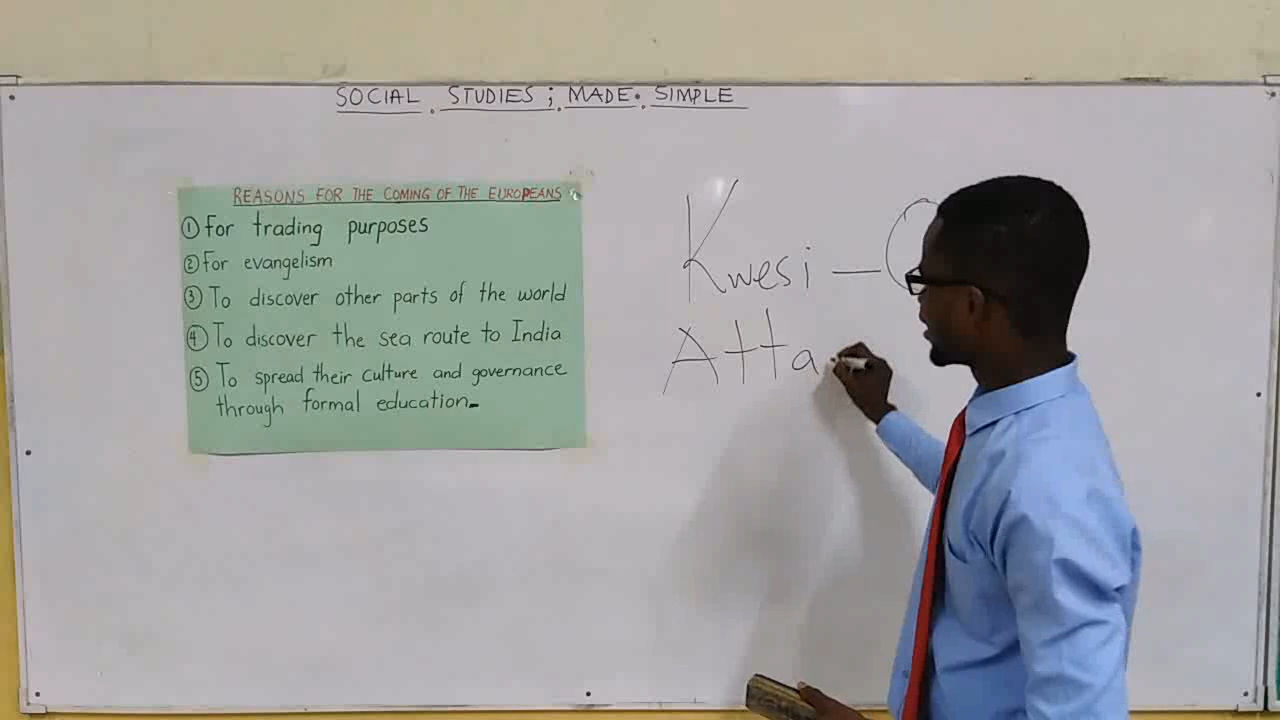 SOCIAL. STUDIES; MADE. SIMPLE
REASONS FOR THE COMING OF THE EUROPEANS
① For trading purposes
② For evangelism
③ To discover other parts of the world
④ To discover the sea route to India
⑤ To spread their culture and governance
through formal education.
Kwesi -
Atta